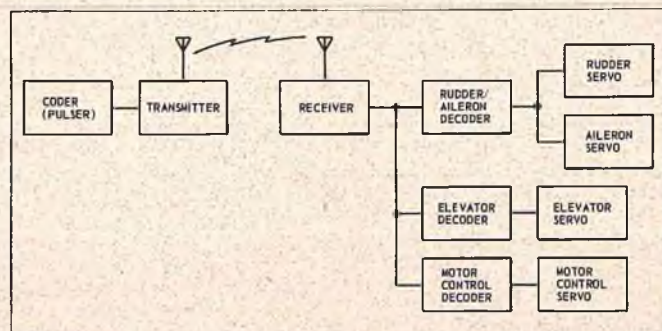 CODER
(PULSER)
TRANSMITTER
RECEIVER
RUDDER/
AILERON
DECODER
RUDDER
SERVO
AILERON
SERVO
ELEVATOR
DECODER
ELEVATOR
SERVO
MOTOR
CONTROL
DECODER
MOTOR
CONTROL
SERVO